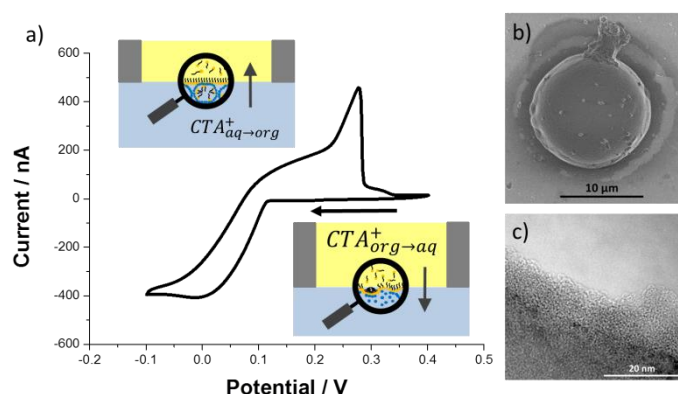 a)
600
400
200
0
-200
-400
-600
Current / nA
-0.2
-0.1
0.0
0.1
0.2
0.3
0.4
0.5
Potential / V
CTA⁺aq→org
CTA⁺org→aq
b)
10 µm
c)
20 nm